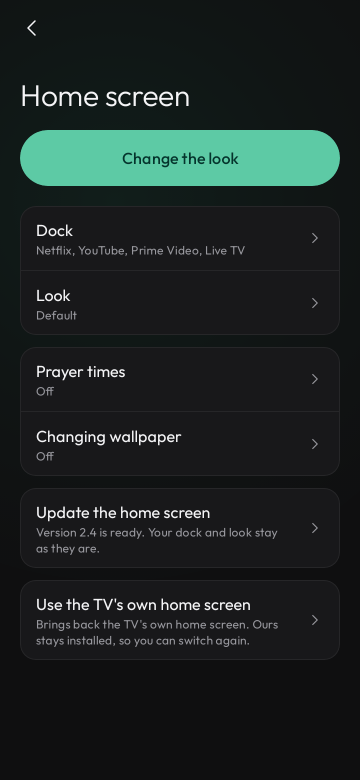 Home screen
Change the look
Dock
Netflix, YouTube, Prime Video, Live TV
Look
Default
Prayer times
Off
Changing wallpaper
Off
Update the home screen
Version 2.4 is ready. Your dock and look stay
as they are.
Use the TV's own home screen
Brings back the TV's own home screen. Ours
stays installed, so you can switch again.